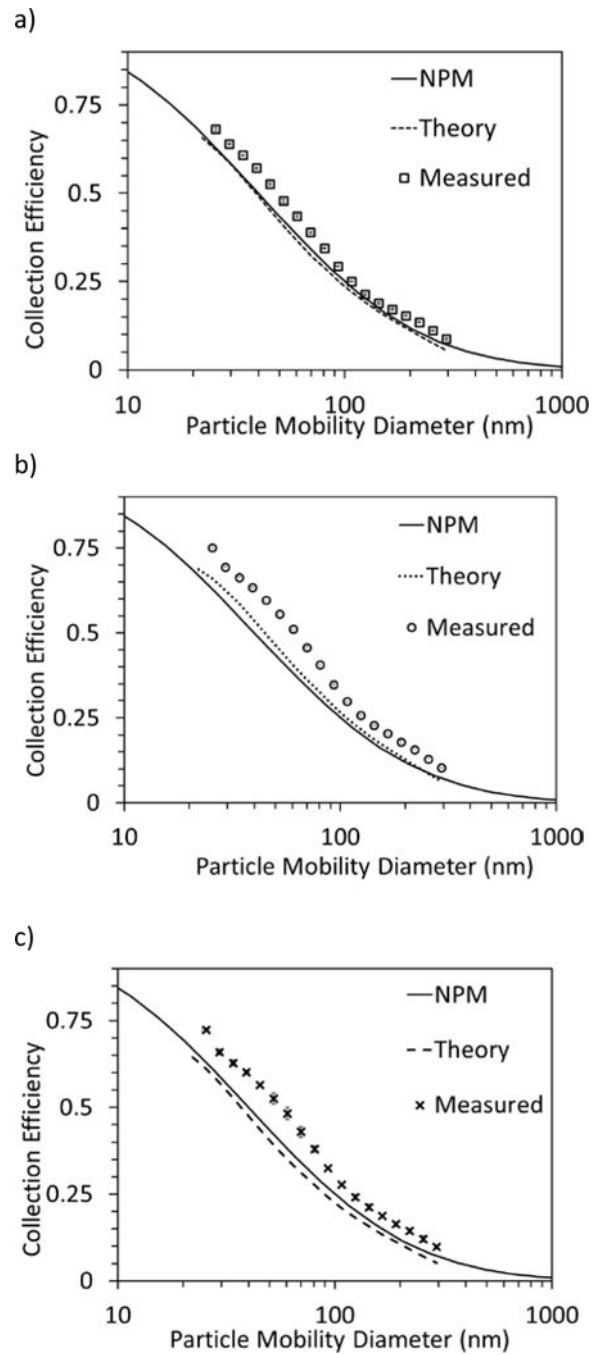 a)
0.75
0.5
0.25
0
Collection Efficiency
NPM
Theory
Measured
10
100
1000
Particle Mobility Diameter (nm)
b)
0.75
0.5
0.25
0
Collection Efficiency
NPM
Theory
Measured
10
100
1000
Particle Mobility Diameter (nm)
c)
0.75
0.5
0.25
0
Collection Efficiency
NPM
Theory
Measured
10
100
1000
Particle Mobility Diameter (nm)